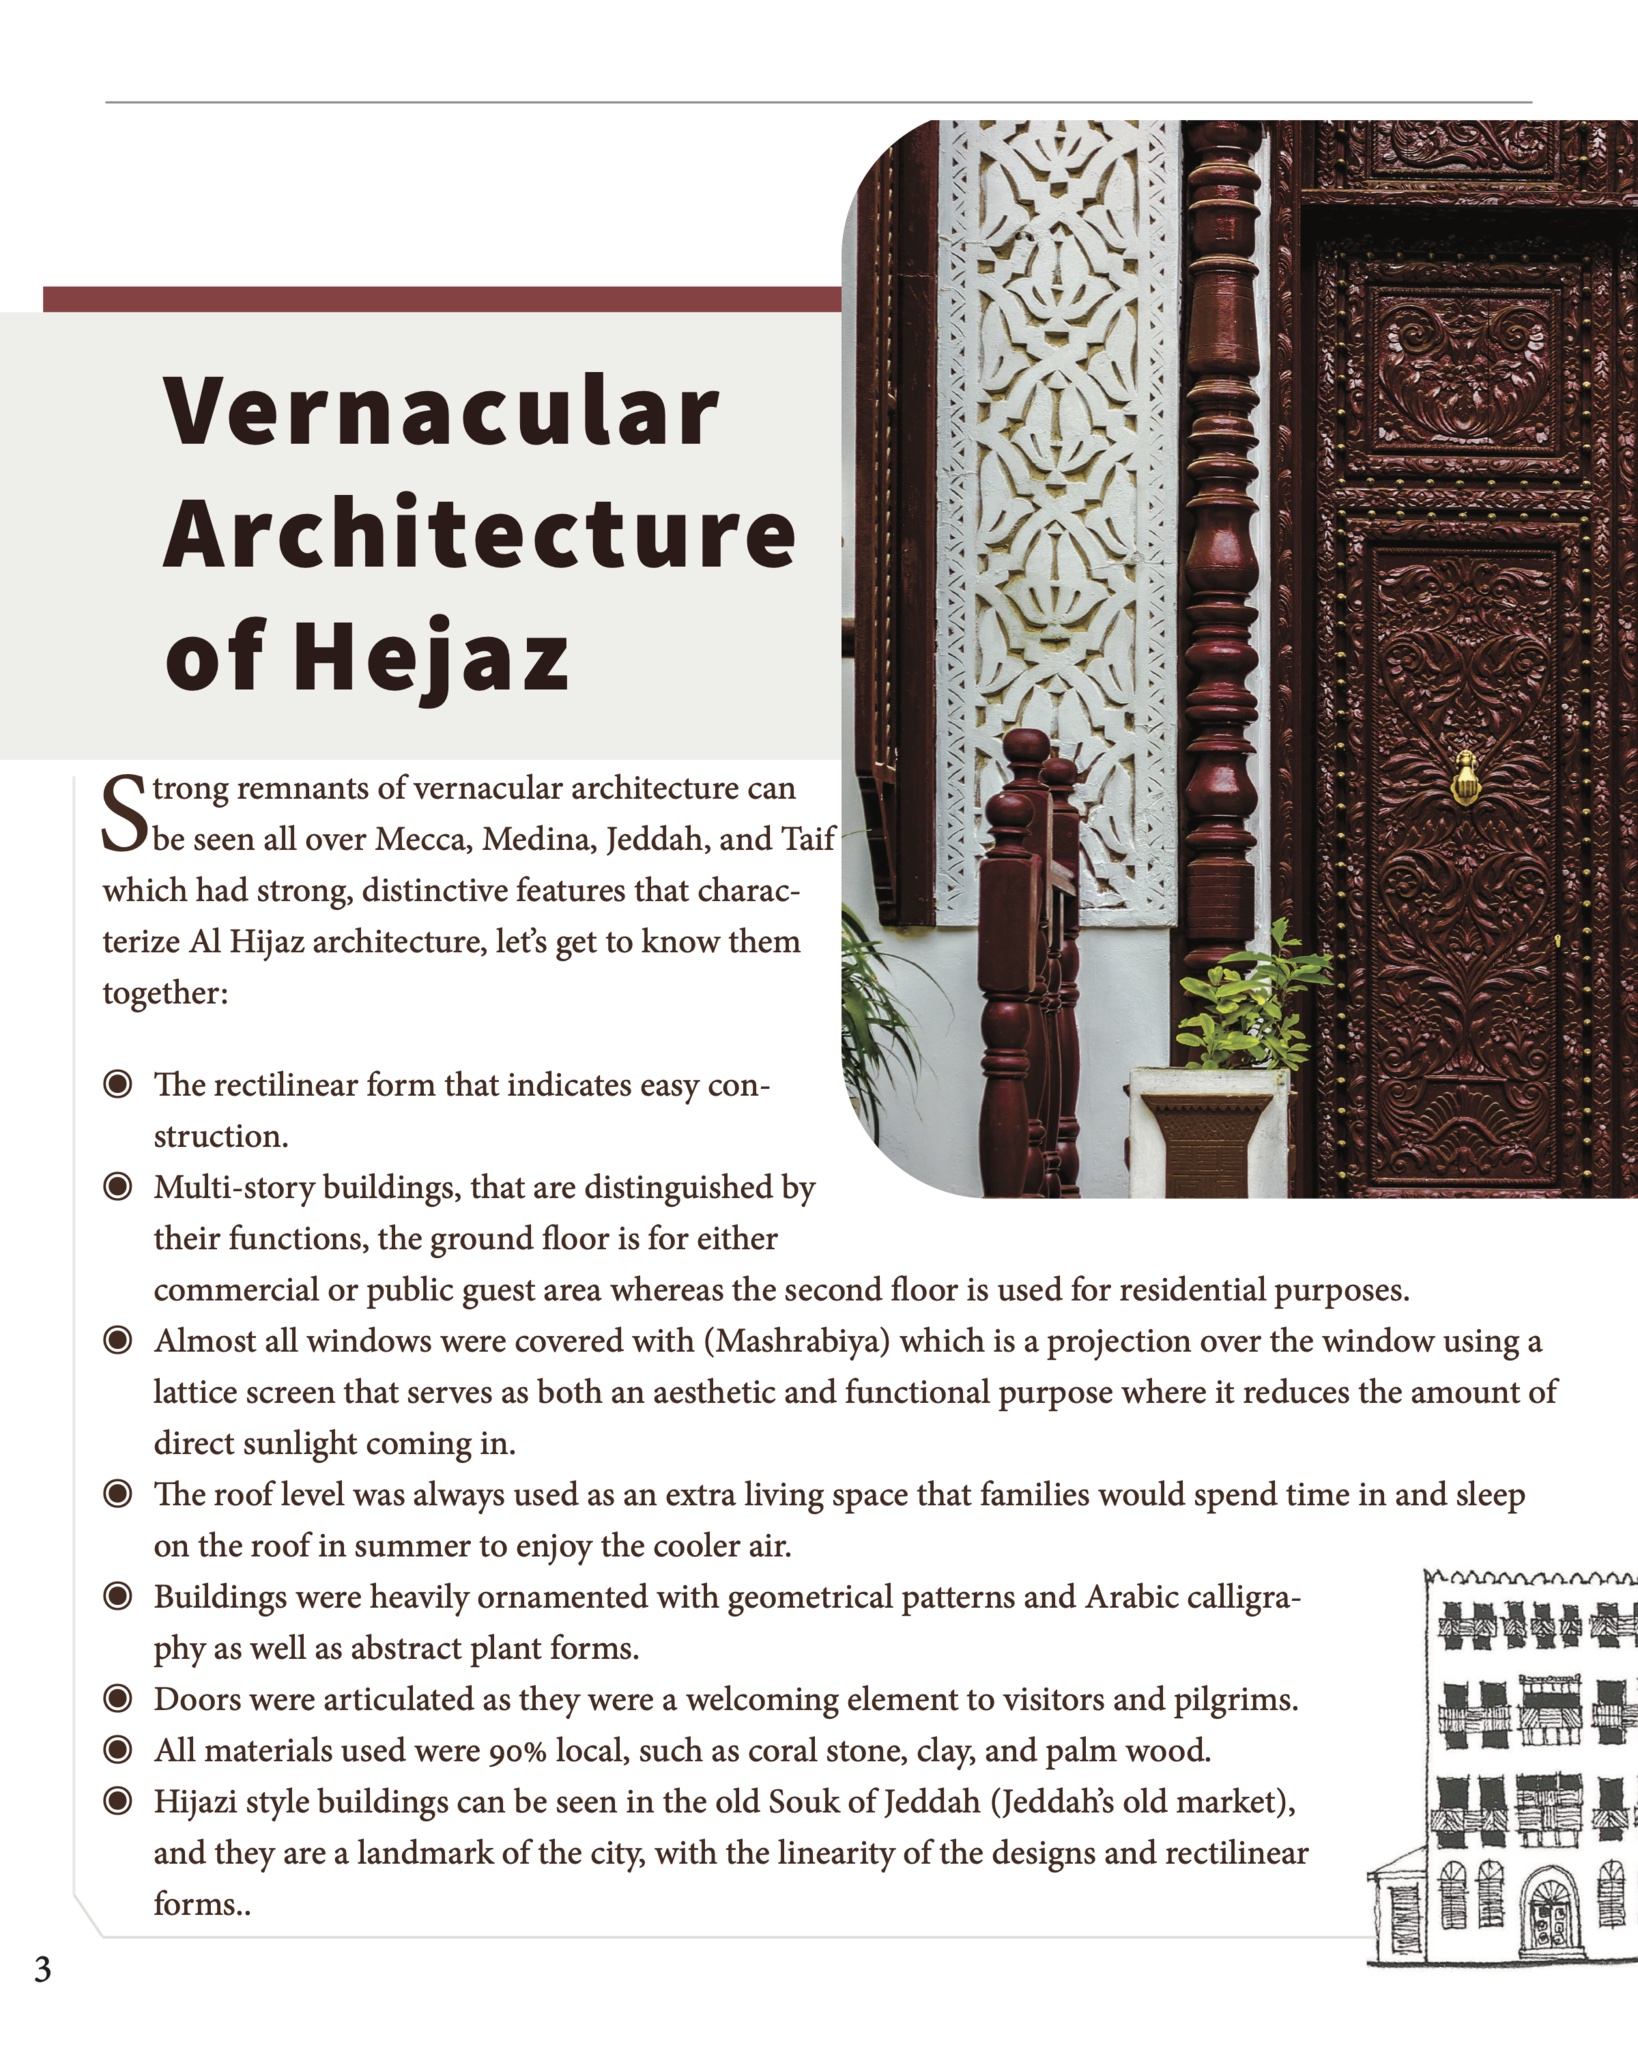 Vernacular
Architecture
of Hejaz
Strong remnants of vernacular architecture can
be seen all over Mecca, Medina, Jeddah, and Taif
which had strong, distinctive features that charac-
terize Al Hijaz architecture, let’s get to know them
together:
◉ The rectilinear form that indicates easy con-
struction.
◉ Multi-story buildings, that are distinguished by
their functions, the ground floor is for either
commercial or public guest area whereas the second floor is used for residential purposes.
◉ Almost all windows were covered with (Mashrabiya) which is a projection over the window using a
lattice screen that serves as both an aesthetic and functional purpose where it reduces the amount of
direct sunlight coming in.
◉ The roof level was always used as an extra living space that families would spend time in and sleep
on the roof in summer to enjoy the cooler air.
◉ Buildings were heavily ornamented with geometrical patterns and Arabic calligra-
phy as well as abstract plant forms.
◉ Doors were articulated as they were a welcoming element to visitors and pilgrims.
◉ All materials used were 90% local, such as coral stone, clay, and palm wood.
◉ Hijazi style buildings can be seen in the old Souk of Jeddah (Jeddah’s old market),
and they are a landmark of the city, with the linearity of the designs and rectilinear
forms..
3